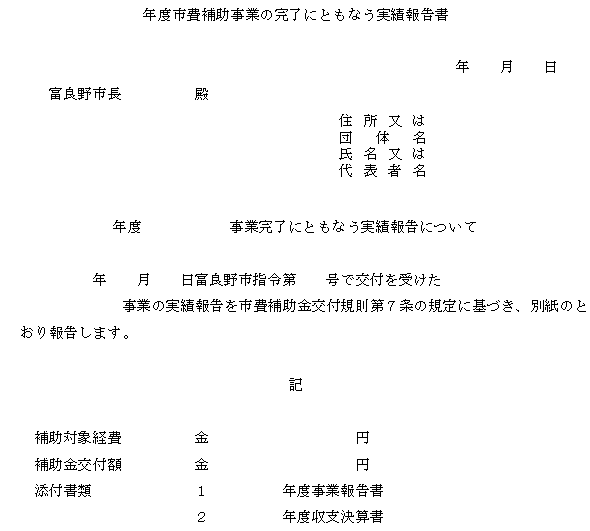 年度市費補助事業の完了にともなう実績報告書
年　　月　　日
富良野市長　　　　　殿
住所又は
団体名
氏名又は
代表者名
年度　　　　　　事業完了にともなう実績報告について
年　　月　　日富良野市指令第　　号で交付を受けた
事業の実績報告を市費補助金交付規則第７条の規定に基づき、別紙のと
おり報告します。
記
補助対象経費　　　　　金　　　　　　　　　　円
補助金交付額　　　　　金　　　　　　　　　　円
添付書類　　　　　　　１　　　　　年度事業報告書
２　　　　　年度収支決算書